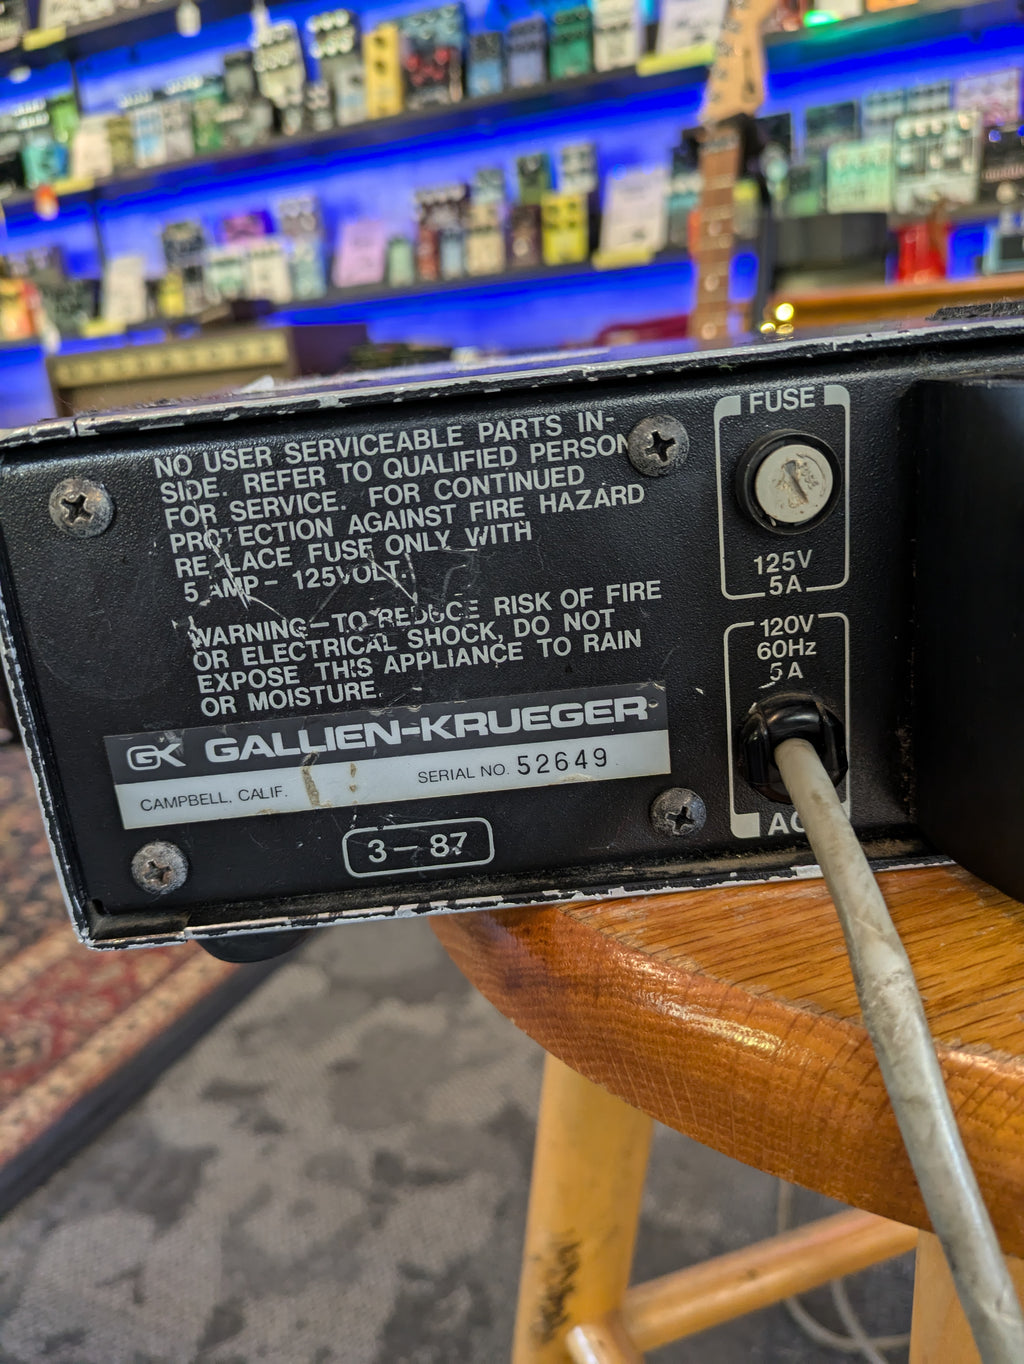 NO USER SERVICEABLE PARTS IN-
SIDE. REFER TO QUALIFIED PERSON
FOR SERVICE. FOR CONTINUED
PROTECTION AGAINST FIRE HAZARD
REPLACE FUSE ONLY WITH
5 AMP - 125VOLT.
WARNING-TO REDUCE RISK OF FIRE
OR ELECTRICAL SHOCK, DO NOT
EXPOSE THIS APPLIANCE TO RAIN
OR MOISTURE.
GK GALLIEN-KRUEGER
CAMPBELL, CALIF. SERIAL NO. 52649
3-87
FUSE
125V
5A
120V
60Hz
5A
AC